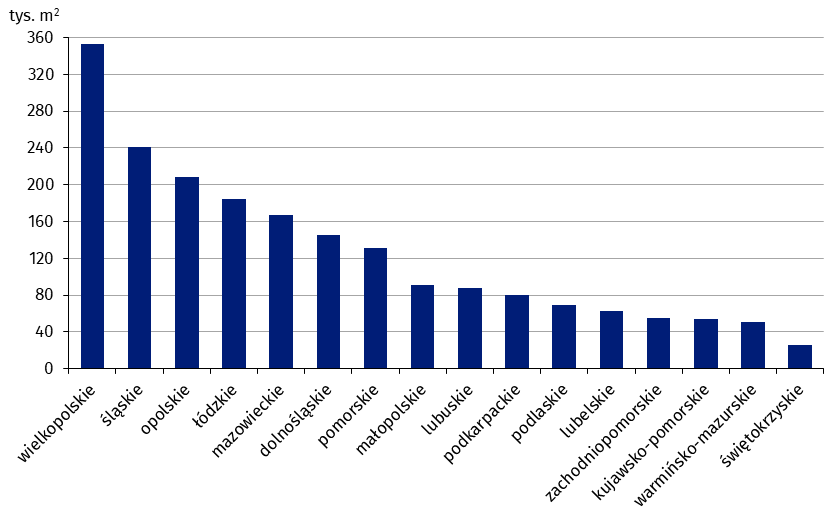 tys. m²
360
320
280
240
200
160
120
80
40
0
wielkopolskie
śląskie
opolskie
łódzkie
mazowieckie
dolnośląskie
pomorskie
małopolskie
lubuskie
podkarpackie
podlaskie
lubelskie
zachodniopomorskie
kujawsko-pomorskie
warmińsko-mazurskie
świętokrzyskie